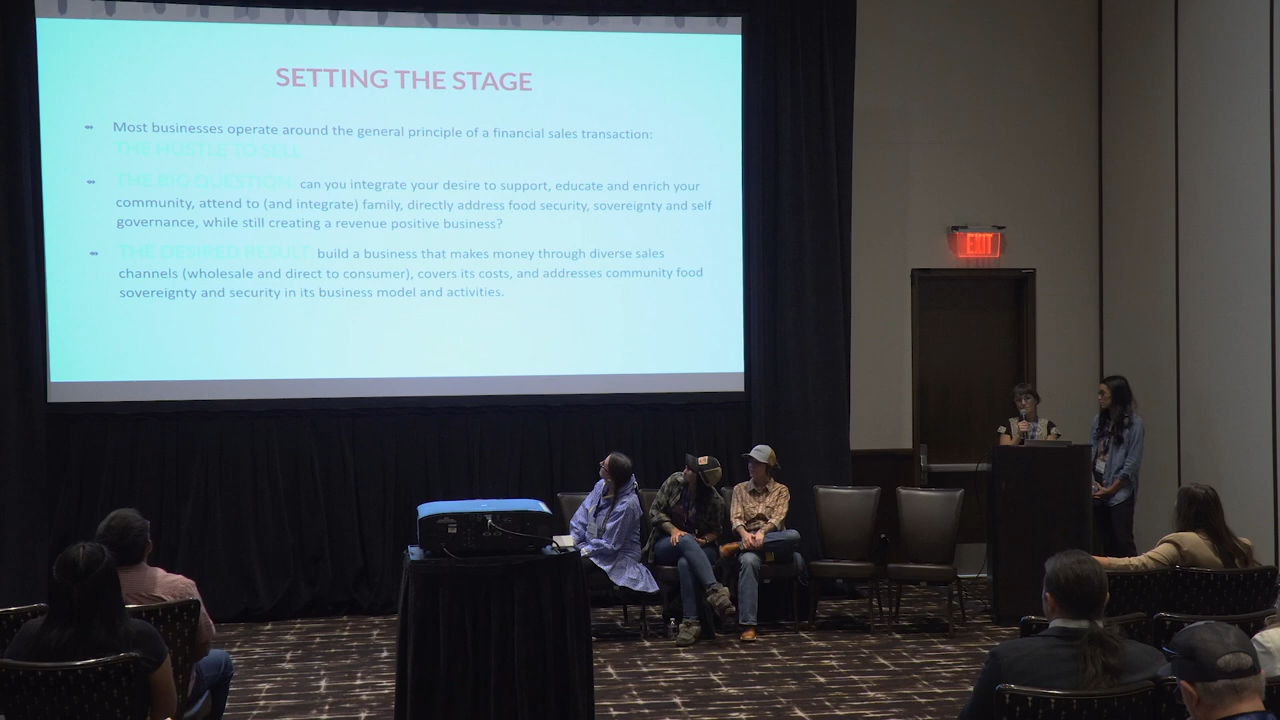 SETTING THE STAGE
Most businesses operate around the general principle of a financial sales transaction:
THE HUSTLE TO SELL
THE BIG QUESTION: can you integrate your desire to support, educate and enrich your
community, attend to (and integrate) family, directly address food security, sovereignty and self
governance, while still creating a revenue positive business?
THE DESIRED RESULT: build a business that makes money through diverse sales
channels (wholesale and direct to consumer), covers its costs, and addresses community food
sovereignty and security in its business model and activities.
EXIT